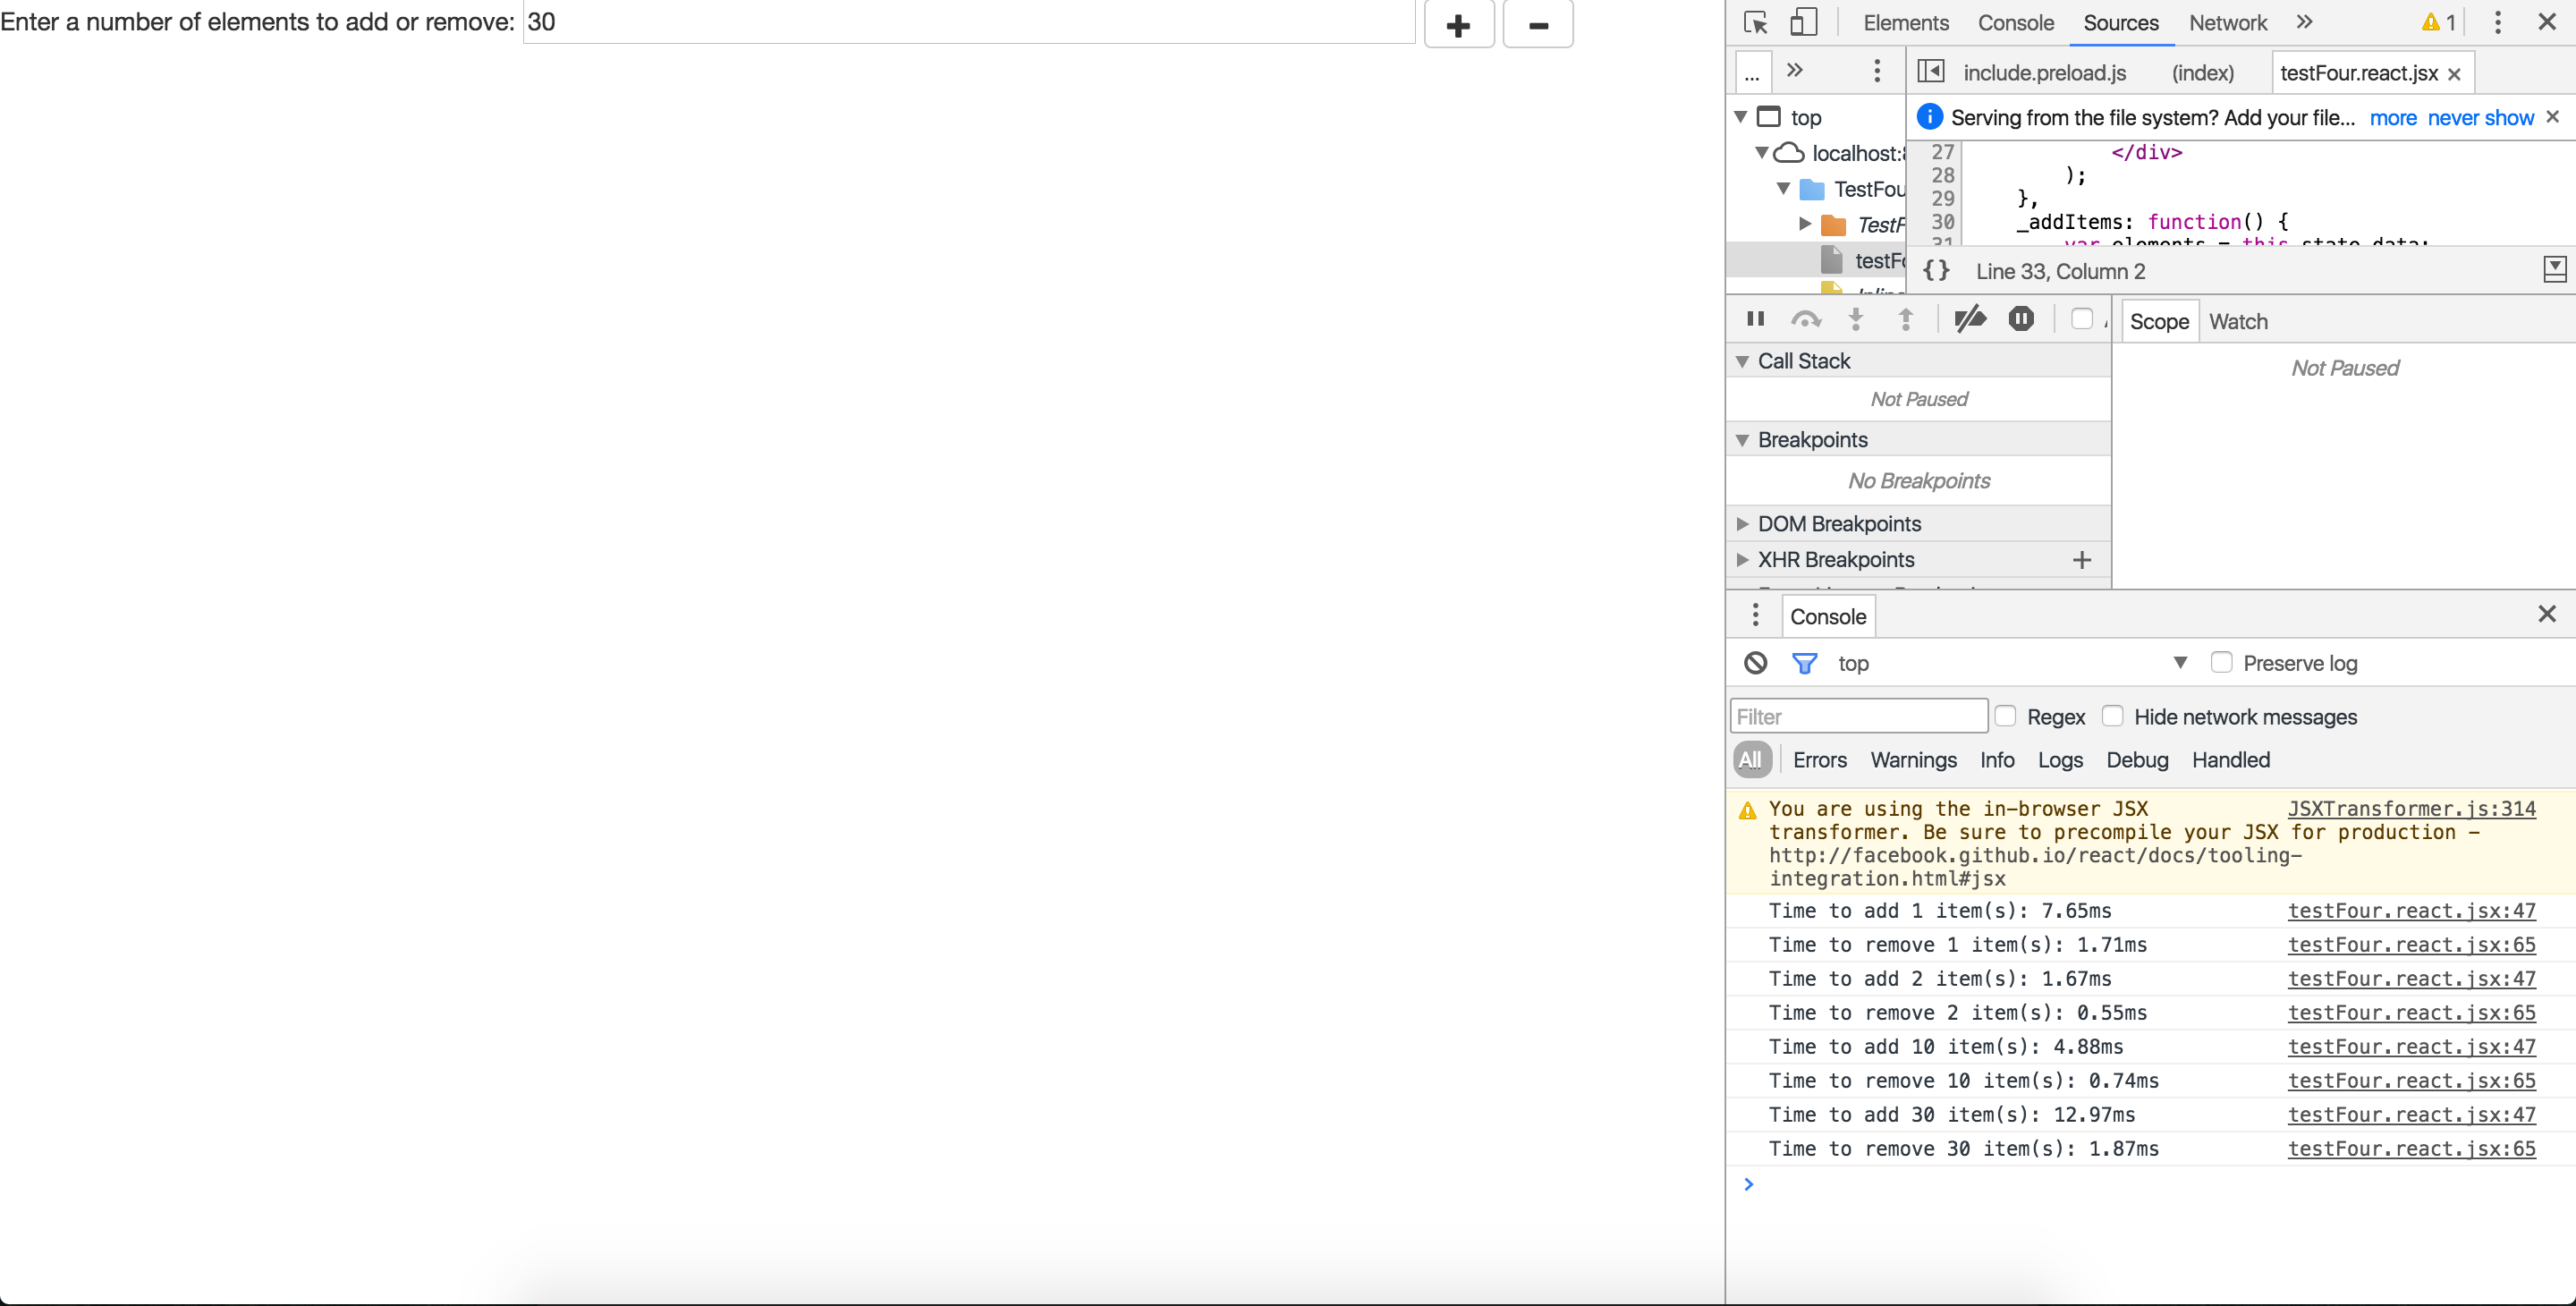 Enter a number of elements to add or remove: 30
Elements Console Sources Network » 1
... » include.preload.js (index) testFour.react.jsx
top
Serving from the file system? Add your file... more never show
localhost:
TestFou
TestF
testFo
27 </div>
28 );
29 },
30 _addItems: function() {
31 var elements = this.state.data;
{} Line 33, Column 2
Scope Watch
Not Paused
Call Stack
Not Paused
Breakpoints
No Breakpoints
DOM Breakpoints
XHR Breakpoints
Console
top Preserve log
Filter Regex Hide network messages
All Errors Warnings Info Logs Debug Handled
You are using the in-browser JSX JSXTransformer.js:314
transformer. Be sure to precompile your JSX for production –
http://facebook.github.io/react/docs/tooling-
integration.html#jsx
Time to add 1 item(s): 7.65ms testFour.react.jsx:47
Time to remove 1 item(s): 1.71ms testFour.react.jsx:65
Time to add 2 item(s): 1.67ms testFour.react.jsx:47
Time to remove 2 item(s): 0.55ms testFour.react.jsx:65
Time to add 10 item(s): 4.88ms testFour.react.jsx:47
Time to remove 10 item(s): 0.74ms testFour.react.jsx:65
Time to add 30 item(s): 12.97ms testFour.react.jsx:47
Time to remove 30 item(s): 1.87ms testFour.react.jsx:65